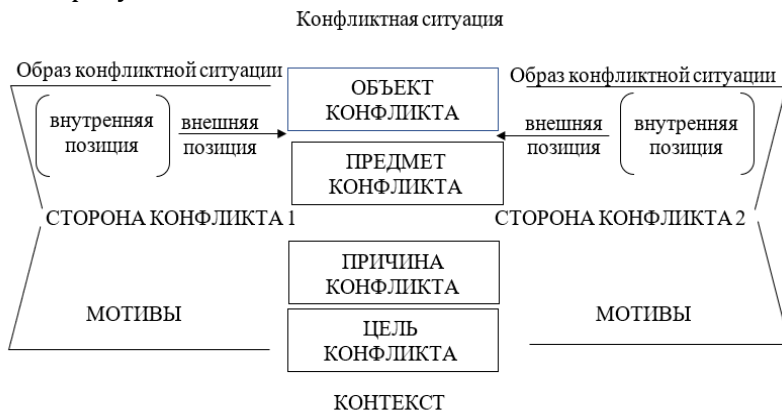 Конфликтная ситуация
Образ конфликтной ситуации
ОБЪЕКТ
КОНФЛИКТА
Образ конфликтной ситуации
внутренняя
позиция
внешняя
позиция
внешняя
позиция
внутренняя
позиция
ПРЕДМЕТ
КОНФЛИКТА
СТОРОНА КОНФЛИКТА 1
СТОРОНА КОНФЛИКТА 2
ПРИЧИНА
КОНФЛИКТА
МОТИВЫ
ЦЕЛЬ
КОНФЛИКТА
МОТИВЫ
КОНТЕКСТ